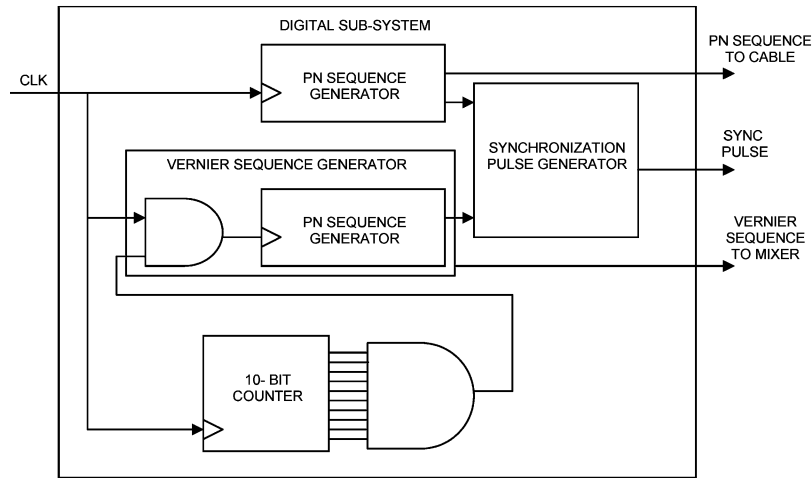 DIGITAL SUB-SYSTEM
PN SEQUENCE
TO CABLE
CLK
PN SEQUENCE
GENERATOR
SYNCHRONIZATION
PULSE GENERATOR
SYNC
PULSE
VERNIER SEQUENCE GENERATOR
PN SEQUENCE
GENERATOR
VERNIER
SEQUENCE
TO MIXER
10- BIT
COUNTER